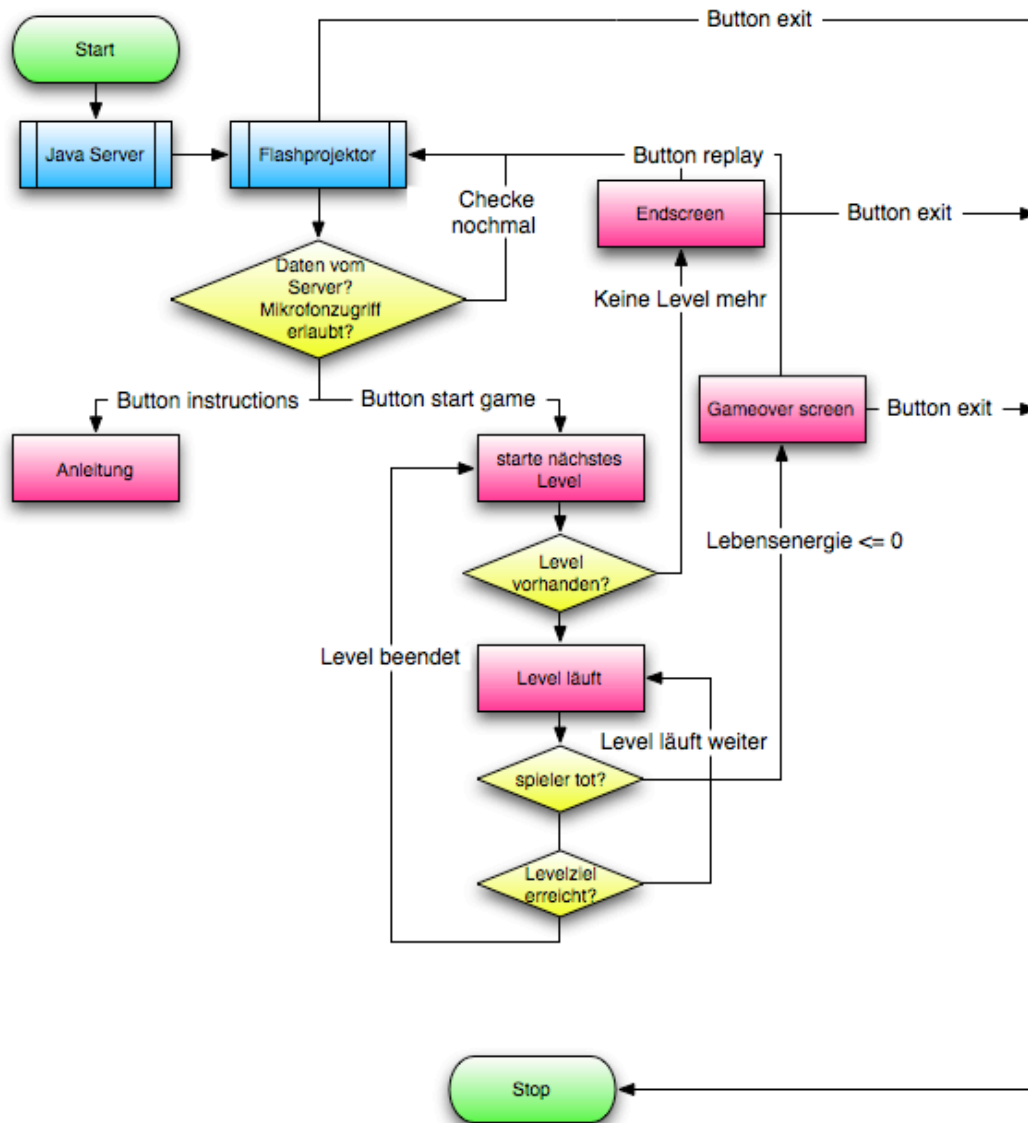 Button exit
Start
Java Server
Flashprojektor
Button replay
Checke
nochmal
Endscreen
Button exit
Daten vom
Server?
Mikrofonzugriff
erlaubt?
Keine Level mehr
Button instructions
Button start game
Gameover screen
Button exit
Anleitung
starte nächstes
Level
Lebensenergie <= 0
Level
vorhanden?
Level beendet
Level läuft
Level läuft weiter
spieler tot?
Levelziel
erreicht?
Stop